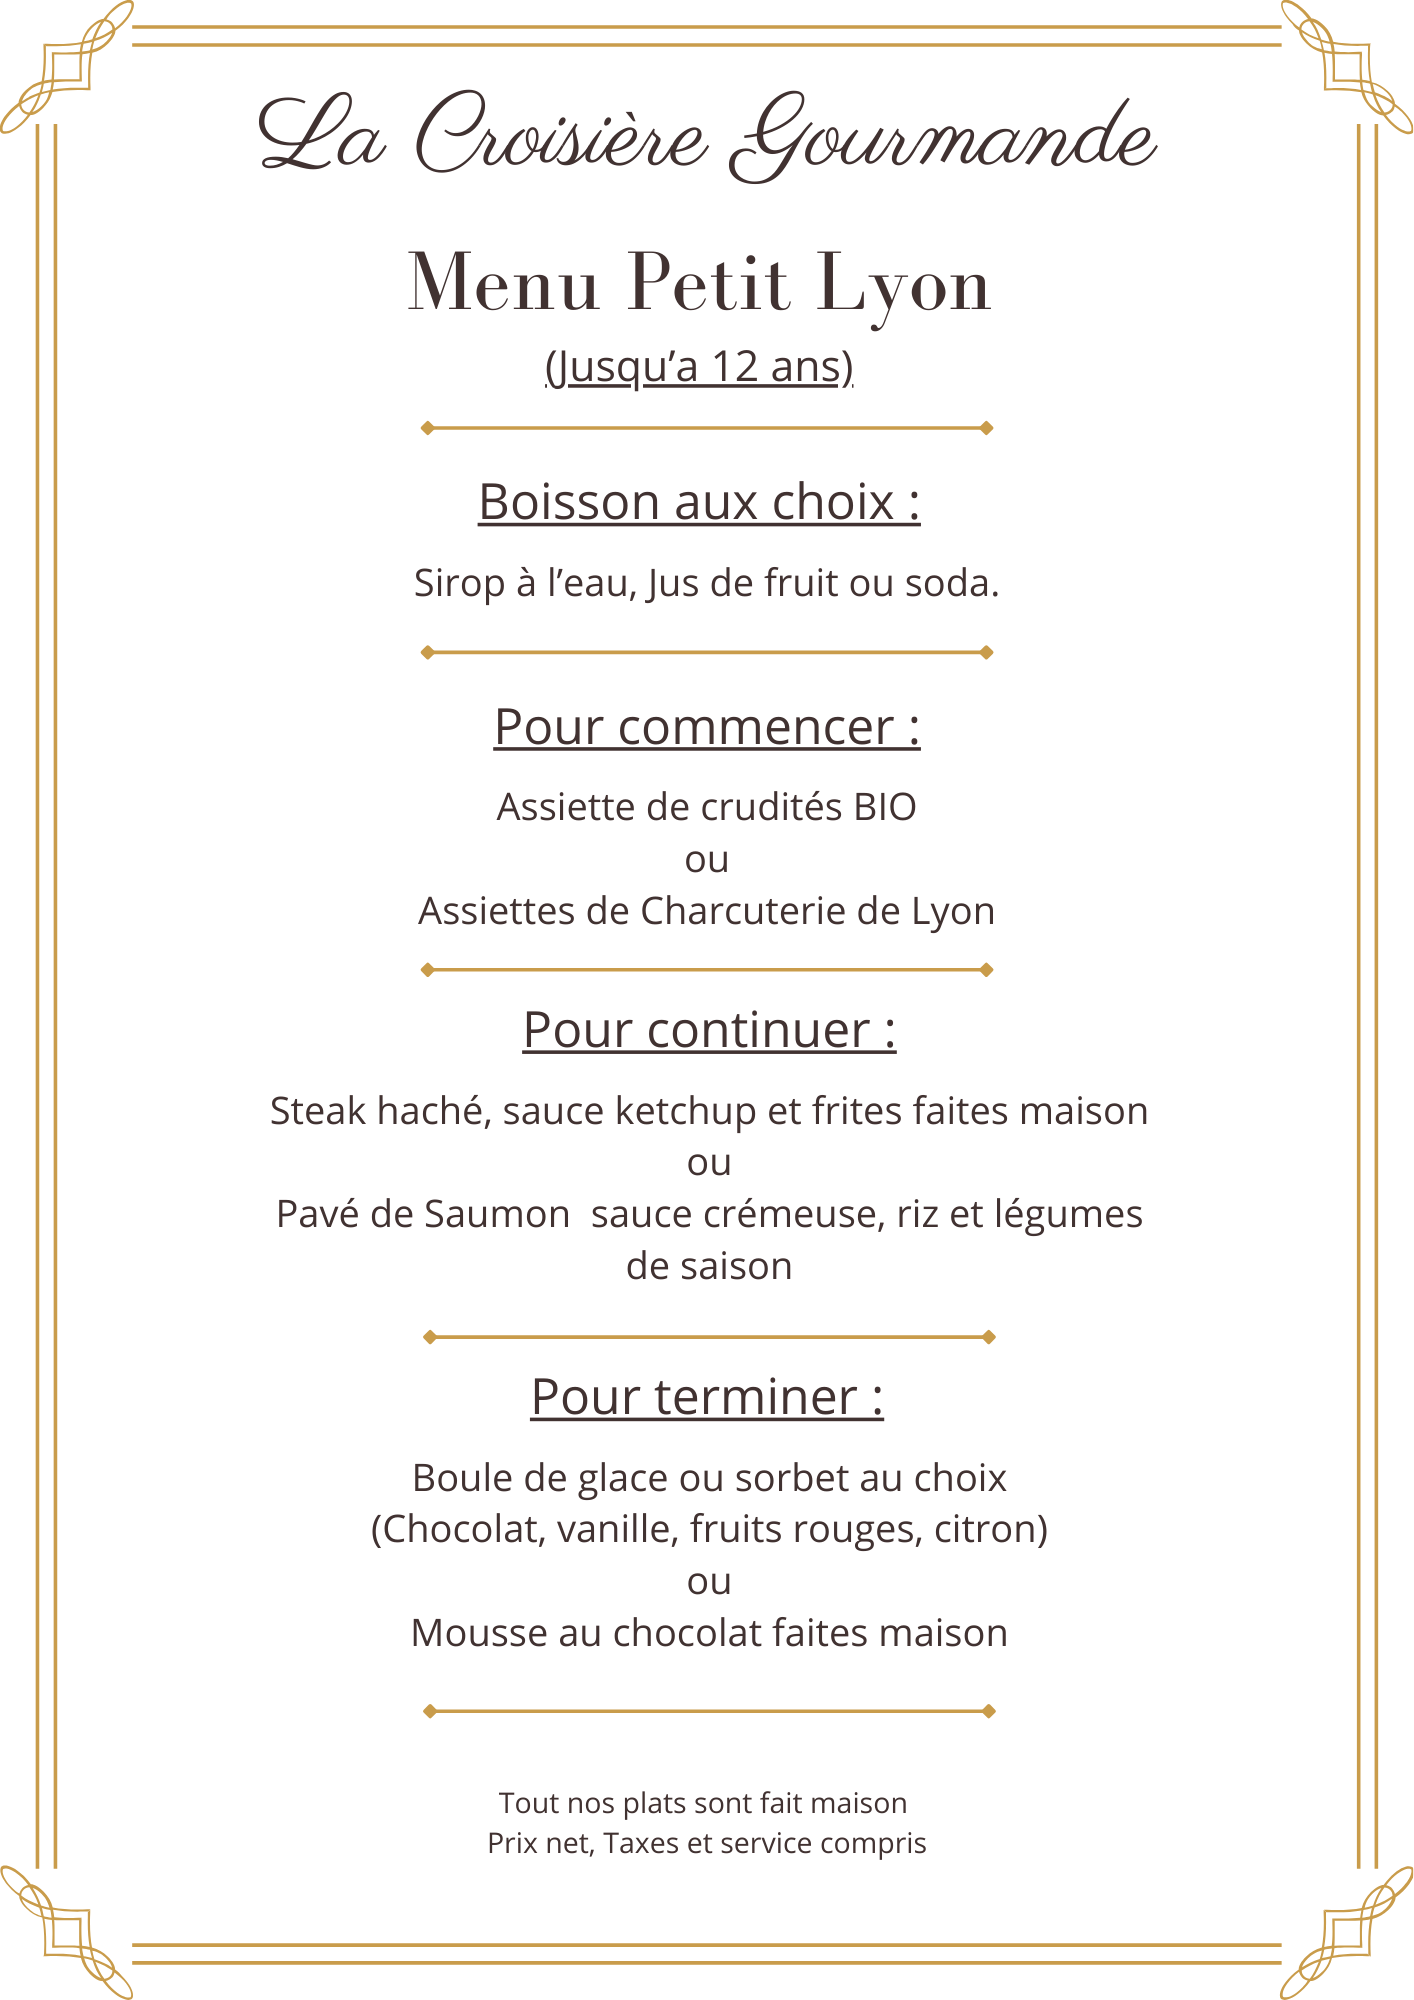 La Croisière Gourmande
Menu Petit Lyon
(Jusqu’a 12 ans)
Boisson aux choix :
Sirop à l’eau, Jus de fruit ou soda.
Pour commencer :
Assiette de crudités BIO
ou
Assiettes de Charcuterie de Lyon
Pour continuer :
Steak haché, sauce ketchup et frites faites maison
ou
Pavé de Saumon  sauce crémeuse, riz et légumes
de saison
Pour terminer :
Boule de glace ou sorbet au choix
(Chocolat, vanille, fruits rouges, citron)
ou
Mousse au chocolat faites maison
Tout nos plats sont fait maison
Prix net, Taxes et service compris